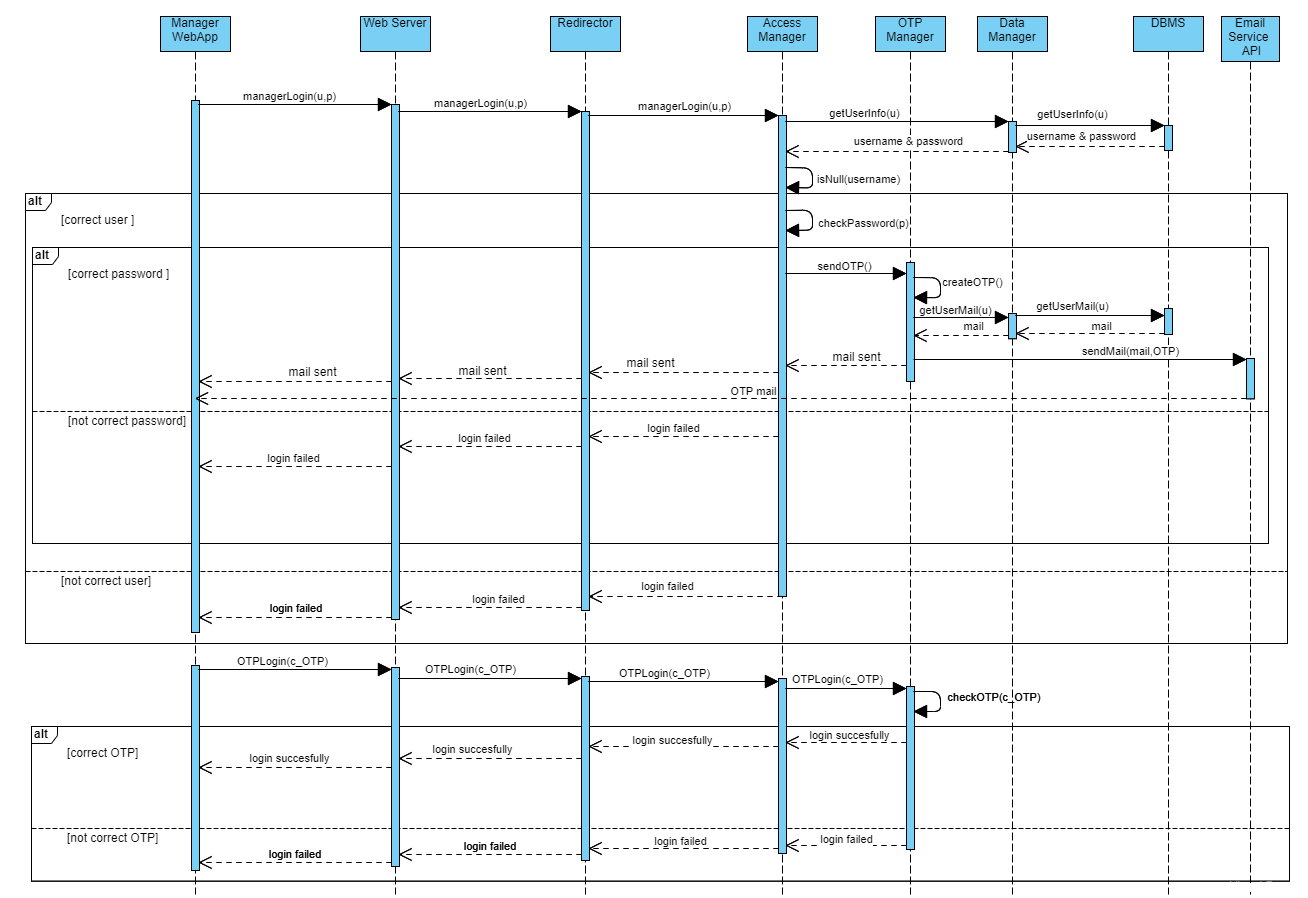 Manager
WebApp
Web Server
Redirector
Access
Manager
OTP
Manager
Data
Manager
DBMS
Email
Service
API
managerLogin(u,p)
managerLogin(u,p)
managerLogin(u,p)
getUserInfo(u)
getUserInfo(u)
username & password
username & password
isNull(username)
alt
[correct user ]
checkPassword(p)
alt
[correct password ]
sendOTP()
createOTP()
getUserMail(u)
getUserMail(u)
mail
mail
sendMail(mail,OTP)
mail sent
mail sent
mail sent
mail sent
OTP mail
[not correct password]
login failed
login failed
login failed
[not correct user]
login failed
login failed
login failed
OTPLogin(c_OTP)
OTPLogin(c_OTP)
OTPLogin(c_OTP)
OTPLogin(c_OTP)
checkOTP(c_OTP)
alt
[correct OTP]
login succesfully
login succesfully
login succesfully
login succesfully
[not correct OTP]
login failed
login failed
login failed
login failed